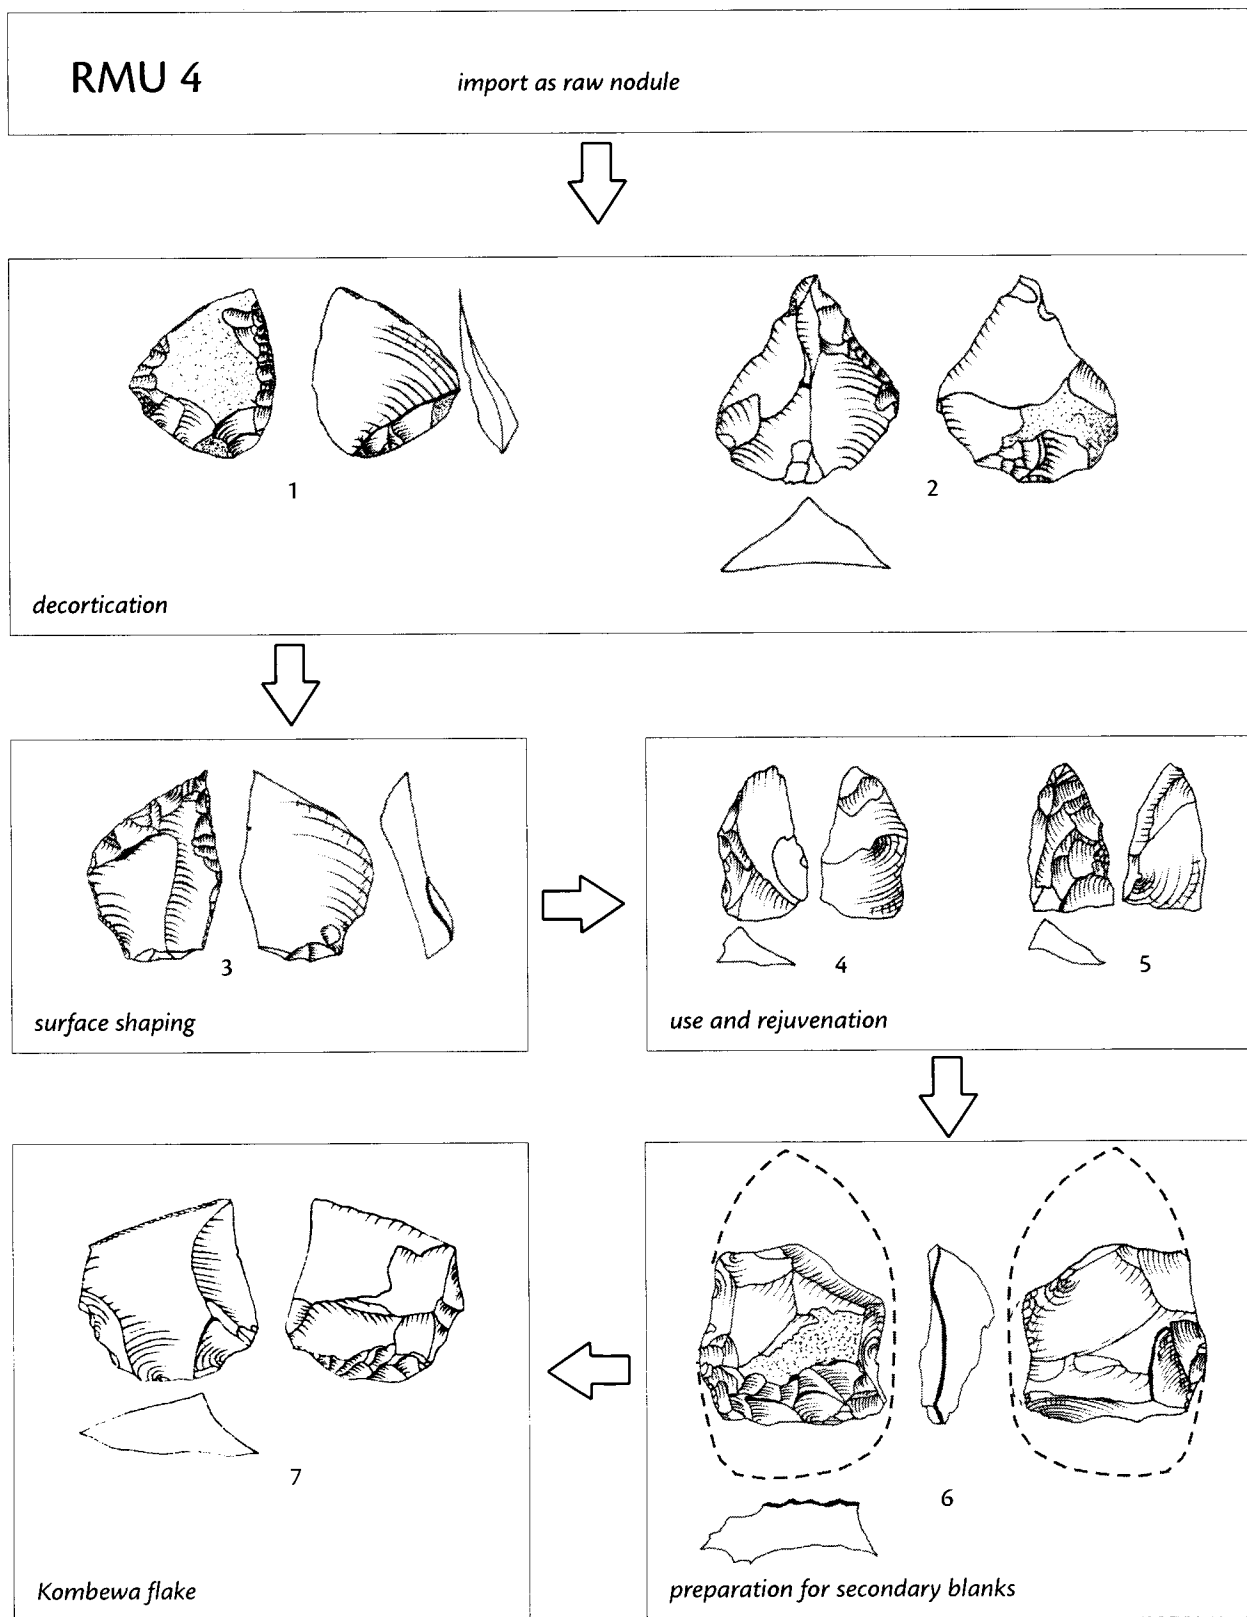 RMU 4 import as raw nodule
1 2
decortication
3
surface shaping
4 5
use and rejuvenation
7
Kombewa flake
6
preparation for secondary blanks